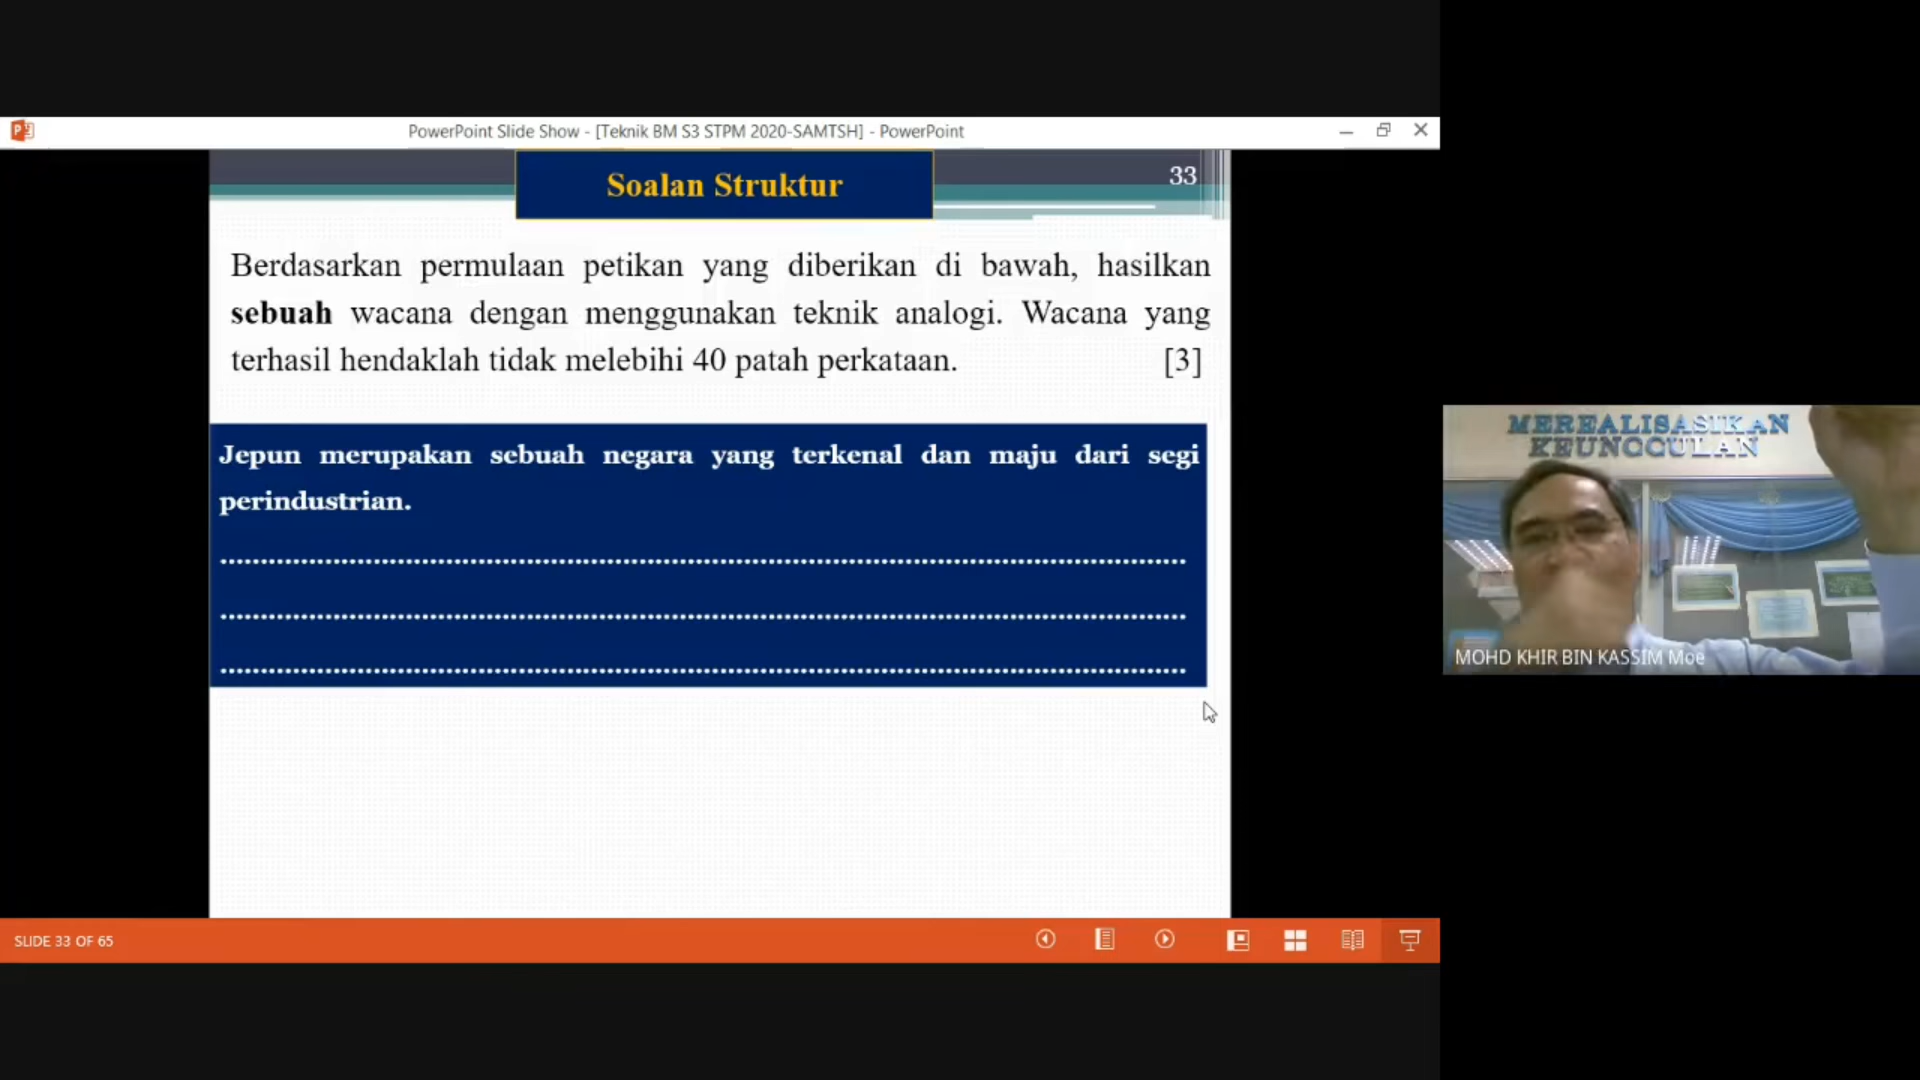 PowerPoint Slide Show - [Teknik BM S3 STPM 2020-SAMTSH] - PowerPoint
Soalan Struktur
33
Berdasarkan permulaan petikan yang diberikan di bawah, hasilkan
sebuah wacana dengan menggunakan teknik analogi. Wacana yang
terhasil hendaklah tidak melebihi 40 patah perkataan. [3]
Jepun merupakan sebuah negara yang terkenal dan maju dari segi
perindustrian.
................................................................................
................................................................................
................................................................................
MEREALISASIKAN
KEUNGGULAN
MOHD KHIR BIN KASSIM Moe
SLIDE 33 OF 65